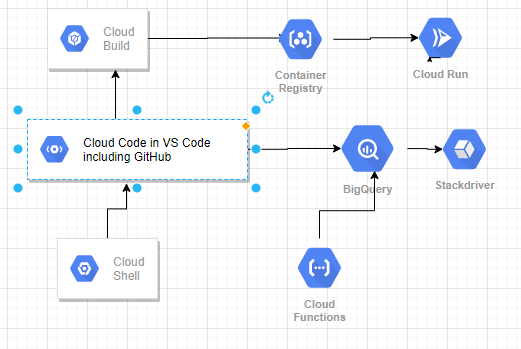 Cloud
Build
Container
Registry
Cloud Run
Cloud Code in VS Code
including GitHub
BigQuery
Stackdriver
Cloud
Shell
Cloud
Functions